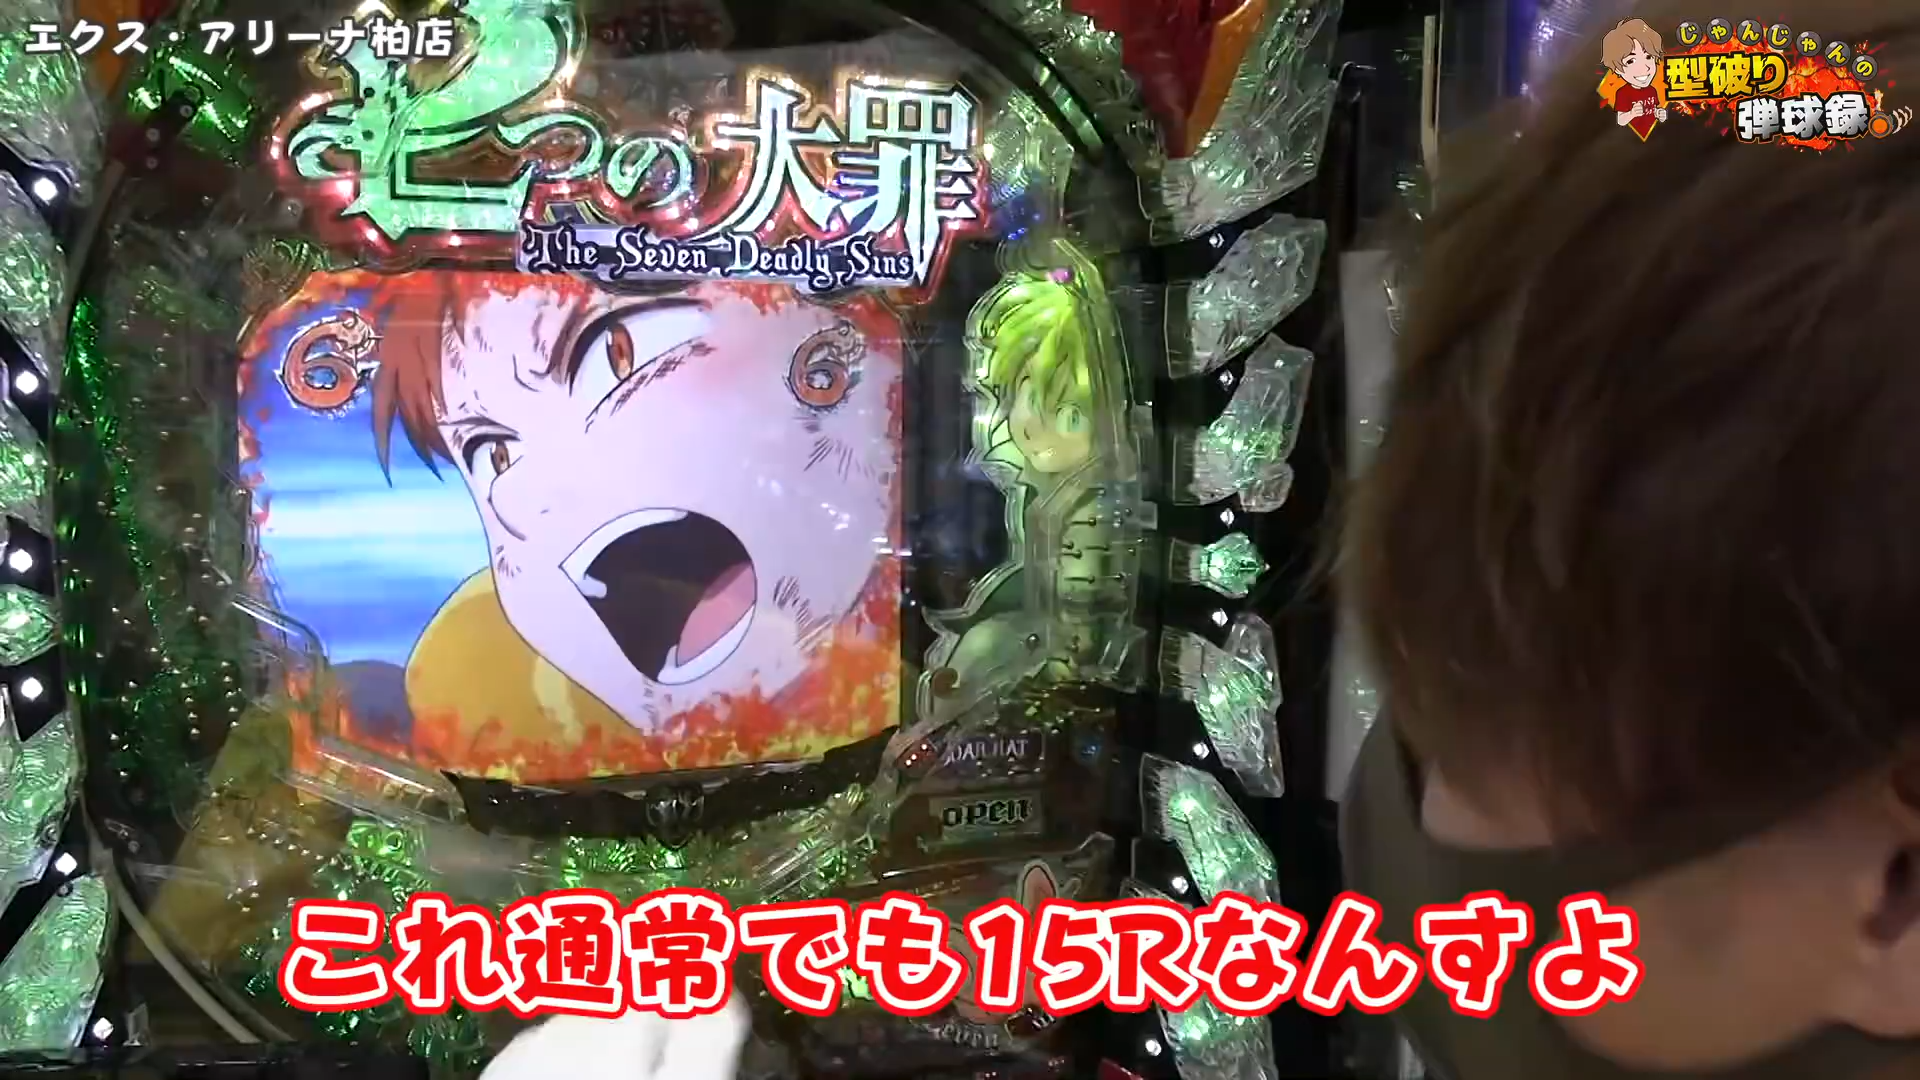 エクス・アリーナ柏店
じゃんじゃんの
型破り
弾球録
七つの大罪
The Seven Deadly Sins
6 6
OPEN
これ通常でも15Rなんすよ